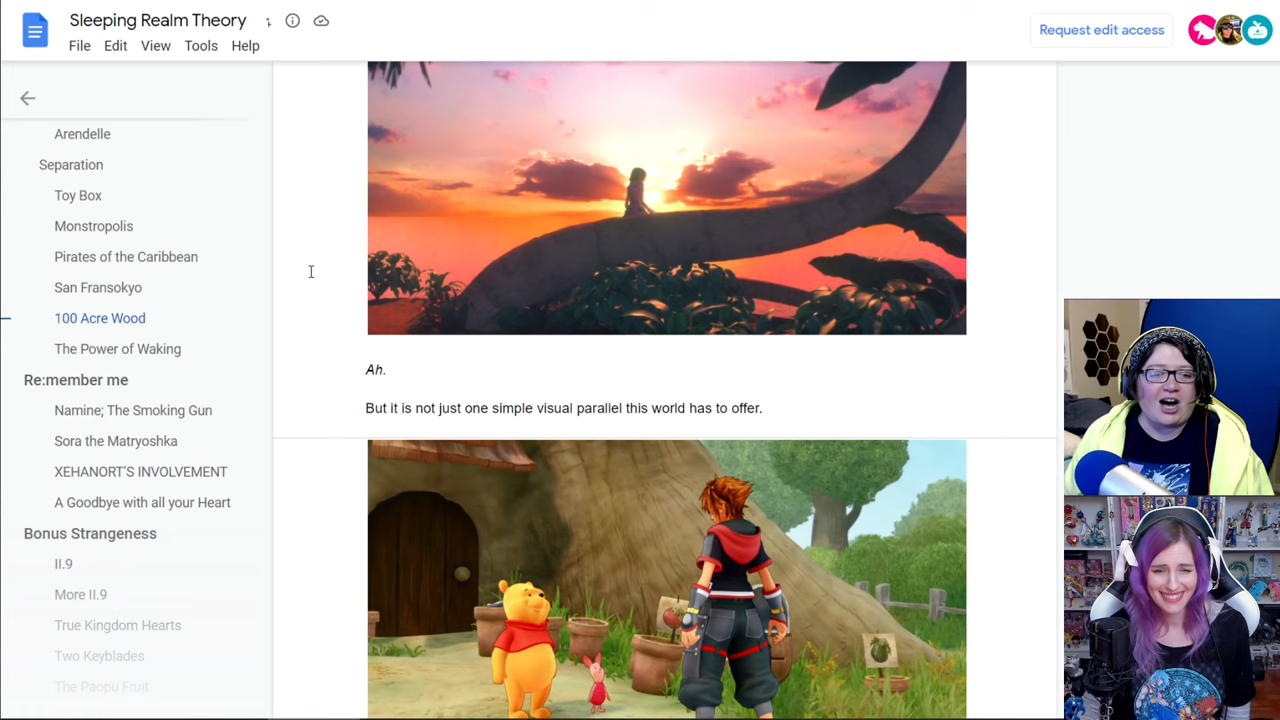 Sleeping Realm Theory
Request edit access
File Edit View Tools Help
Arendelle
Separation
Toy Box
Monstropolis
Pirates of the Caribbean
San Fransokyo
100 Acre Wood
The Power of Waking
Re:member me
Namine; The Smoking Gun
Sora the Matryoshka
XEHANORT'S INVOLVEMENT
A Goodbye with all your Heart
Bonus Strangeness
II.9
More II.9
True Kingdom Hearts
Two Keyblades
The Paopu Fruit
Ah.
But it is not just one simple visual parallel this world has to offer.